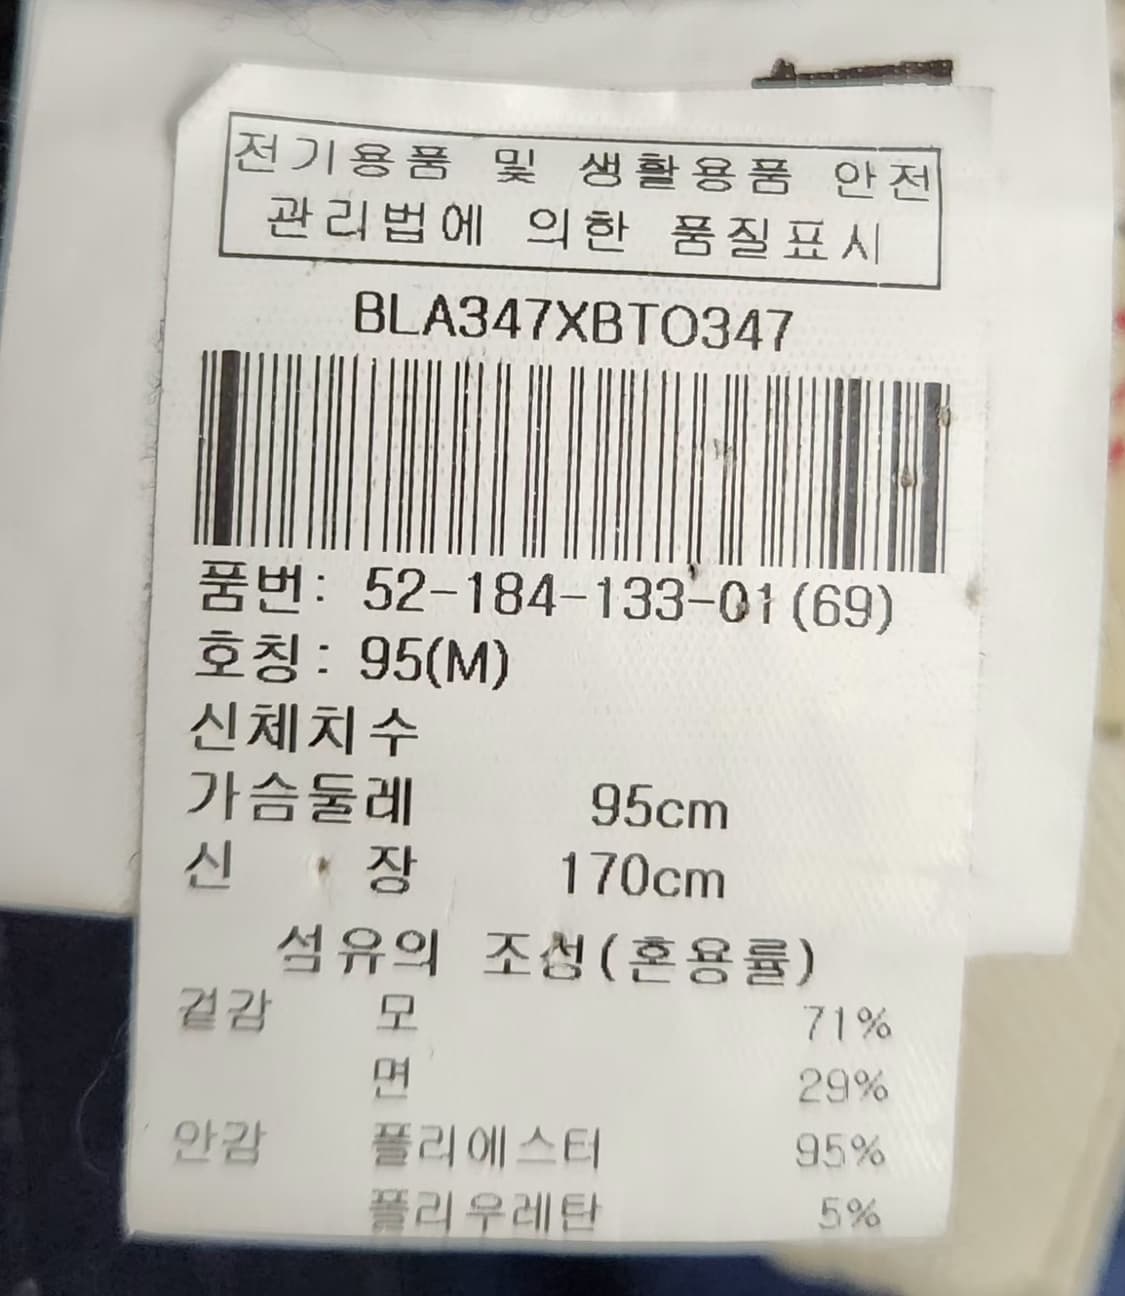 전기용품 및 생활용품 안전
관리법에 의한 품질표시
BLA347XBTO347
품번: 52-184-133-01(69)
호칭: 95(M)
신체치수
가슴둘레 95cm
신 장 170cm
섬유의 조성(혼용률)
겉감 모 71%
면 29%
안감 폴리에스터 95%
폴리우레탄 5%